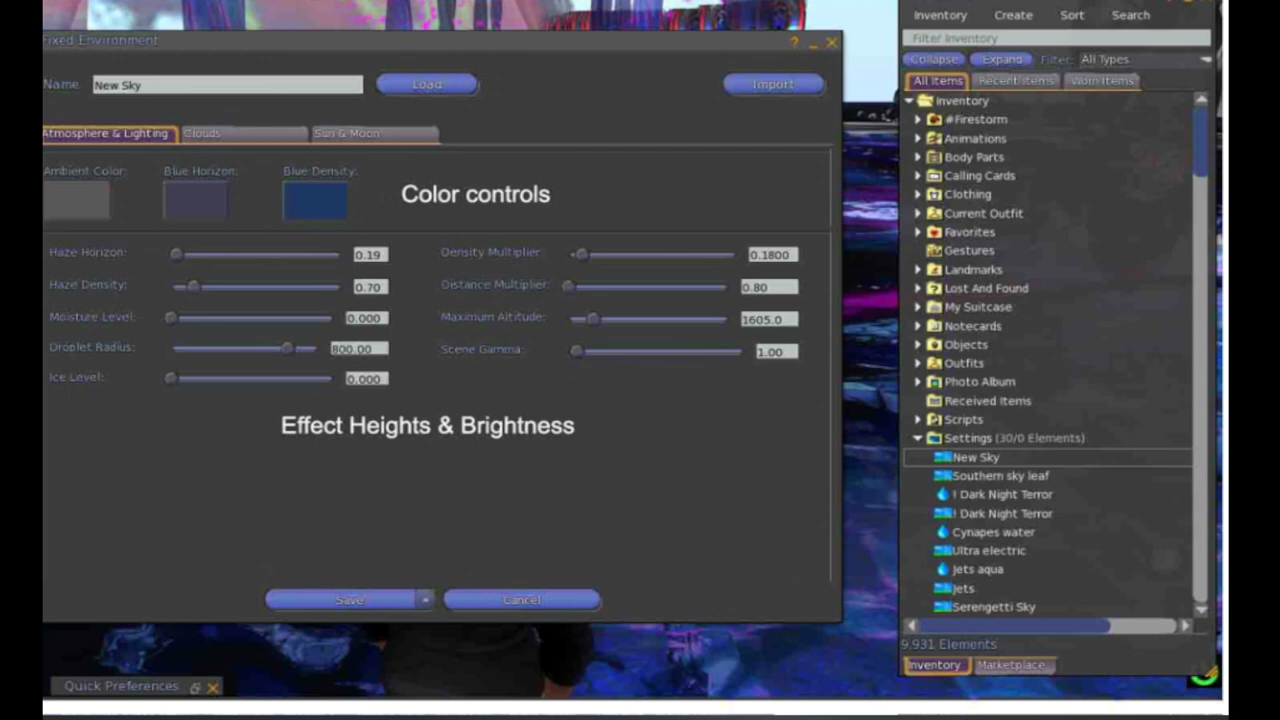 Fixed Environment
Name New Sky Load Import
Atmosphere & Lighting Clouds Sun & Moon
Ambient Color: Blue Horizon: Blue Density:
Color controls
Haze Horizon: 0.19 Density Multiplier: 0.1800
Haze Density: 0.70 Distance Multiplier: 0.80
Moisture Level: 0.000 Maximum Altitude: 1605.0
Droplet Radius: 800.00 Scene Gamma: 1.00
Ice Level: 0.000
Effect Heights & Brightness
Save Cancel
Quick Preferences
Inventory Create Sort Search
Filter Inventory
Collapse Expand Filter: All Types
All Items Recent Items Worn Items
Inventory
#Firestorm
Animations
Body Parts
Calling Cards
Clothing
Current Outfit
Favorites
Gestures
Landmarks
Lost And Found
My Suitcase
Notecards
Objects
Outfits
Photo Album
Received Items
Scripts
Settings (30/0 Elements)
New Sky
Southern sky leaf
! Dark Night Terror
! Dark Night Terror
Cynapes water
Ultra electric
Jets aqua
Jets
Serengetti Sky
9,931 Elements
Inventory Marketplace